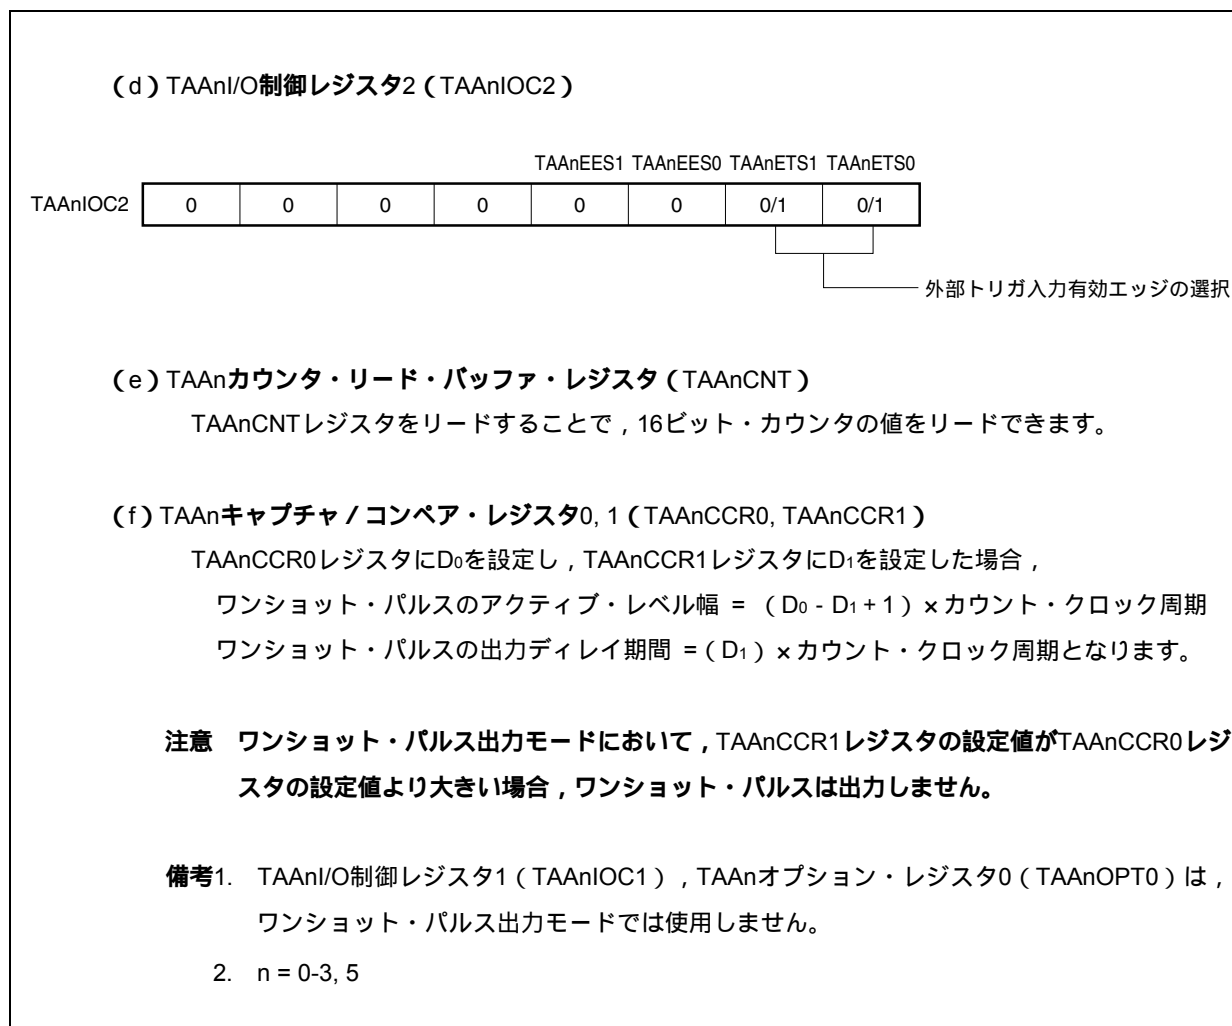 (d) TAAnI/O制御レジスタ2(TAAnIOC2)
TAAnEES1 TAAnEES0 TAAnETS1 TAAnETS0
TAAnIOC2 0 0 0 0 0 0 0/1 0/1
外部トリガ入力有効エッジの選択
(e) TAAnカウンタ・リード・バッファ・レジスタ(TAAnCNT)
TAAnCNTレジスタをリードすることで,16ビット・カウンタの値をリードできます。
(f) TAAnキャプチャ/コンペア・レジスタ0, 1(TAAnCCR0, TAAnCCR1)
TAAnCCR0レジスタにD₀を設定し,TAAnCCR1レジスタにD₁を設定した場合,
ワンショット・パルスのアクティブ・レベル幅 = (D₀ - D₁ + 1)×カウント・クロック周期
ワンショット・パルスの出力ディレイ期間 =(D₁)×カウント・クロック周期となります。
注意 ワンショット・パルス出力モードにおいて,TAAnCCR1レジスタの設定値がTAAnCCR0レジ
スタの設定値より大きい場合,ワンショット・パルスは出力しません。
備考1. TAAnI/O制御レジスタ1(TAAnIOC1),TAAnオプション・レジスタ0(TAAnOPT0)は,
ワンショット・パルス出力モードでは使用しません。
2. n = 0-3, 5